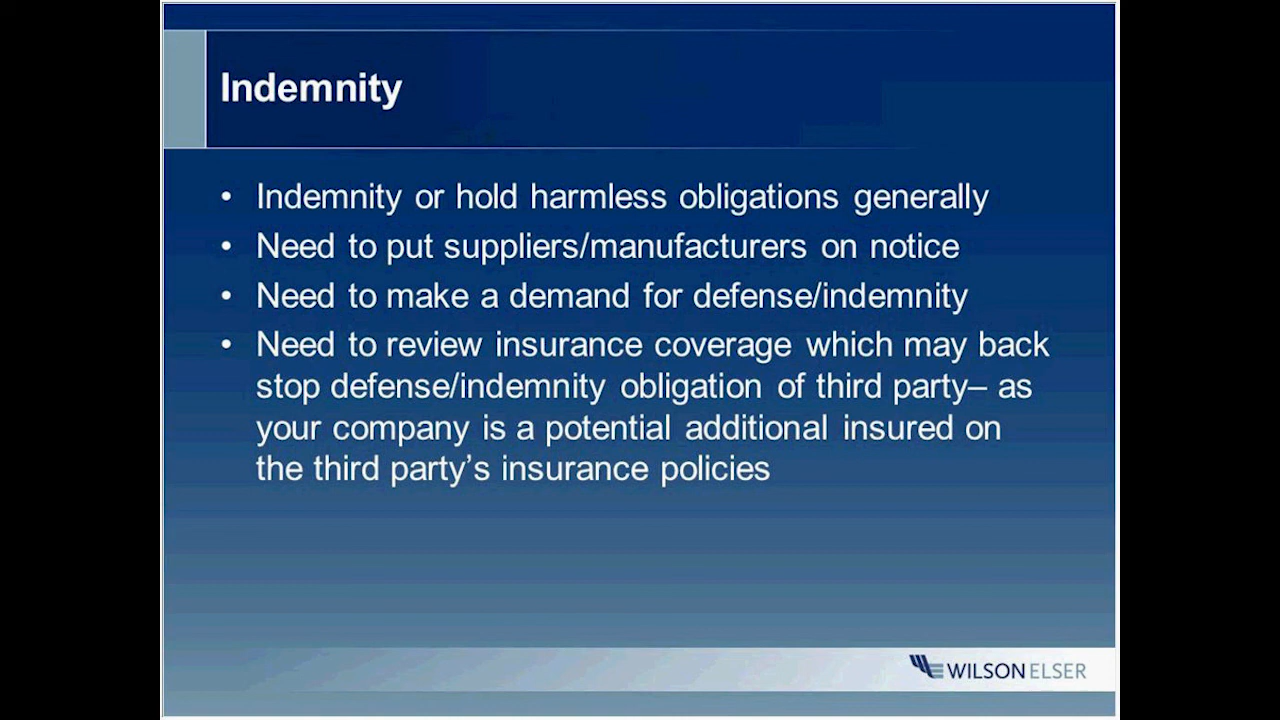 Indemnity
• Indemnity or hold harmless obligations generally
• Need to put suppliers/manufacturers on notice
• Need to make a demand for defense/indemnity
• Need to review insurance coverage which may back
stop defense/indemnity obligation of third party– as
your company is a potential additional insured on
the third party’s insurance policies
WILSON ELSER